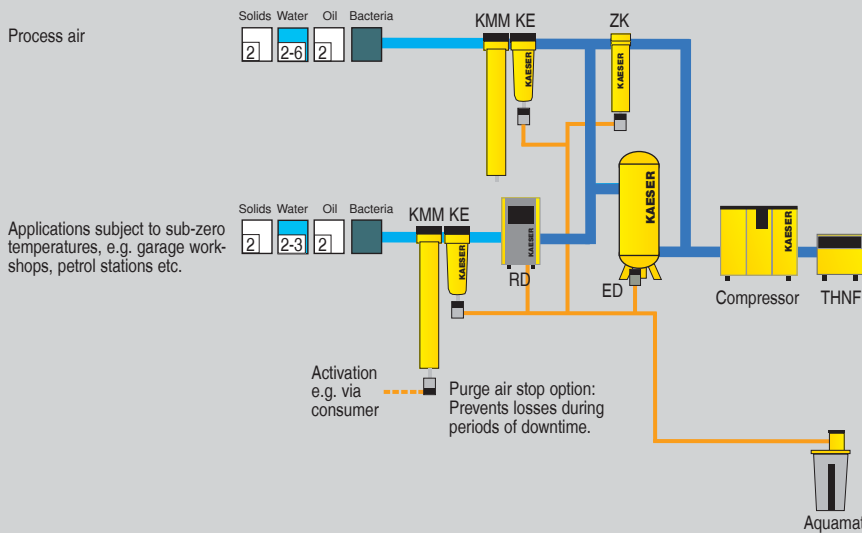 Process air
Solids Water Oil Bacteria
2 2-6 2
KMM KE
KAESER
ZK
KAESER
Applications subject to sub-zero
temperatures, e.g. garage work-
shops, petrol stations etc.
Solids Water Oil Bacteria
2 2-3 2
KMM KE
KAESER
KAESER
RD
KAESER
ED
KAESER
Compressor
THNF
Activation
e.g. via
consumer
Purge air stop option:
Prevents losses during
periods of downtime.
Aquamat